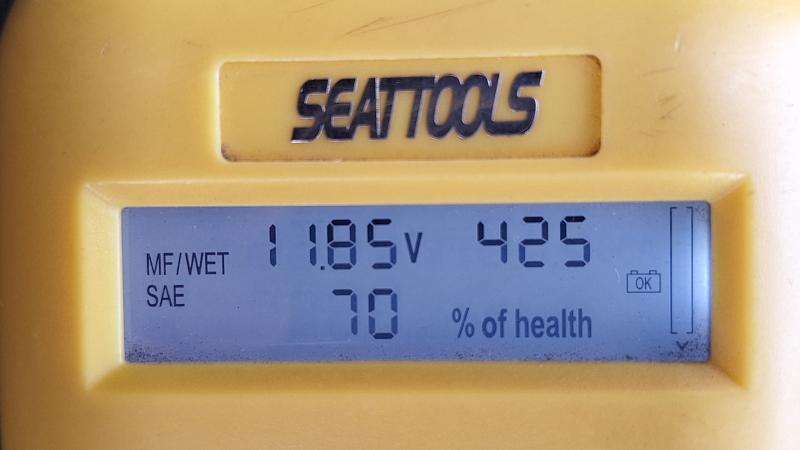 SEATTOOLS
MF/WET 11.85V 425
SAE 70 % of health
OK